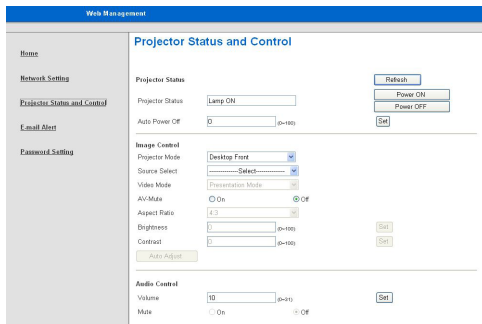 Web Management
Projector Status and Control
Home
Network Setting
Projector Status and Control
E.mail Alert
Password Setting
Projector Status
Refresh
Projector Status
Lamp ON
Power ON
Power OFF
Auto Power Off
0
(0~180)
Set
Image Control
Projector Mode
Desktop Front
Source Select
--------------Select--------------
Video Mode
Presentation Mode
AV-Mute
On
Off
Aspect Ratio
4:3
Brightness
0
(0~100)
Set
Contrast
0
(0~100)
Set
Auto Adjust
Audio Control
Volume
10
(0~31)
Set
Mute
On
Off